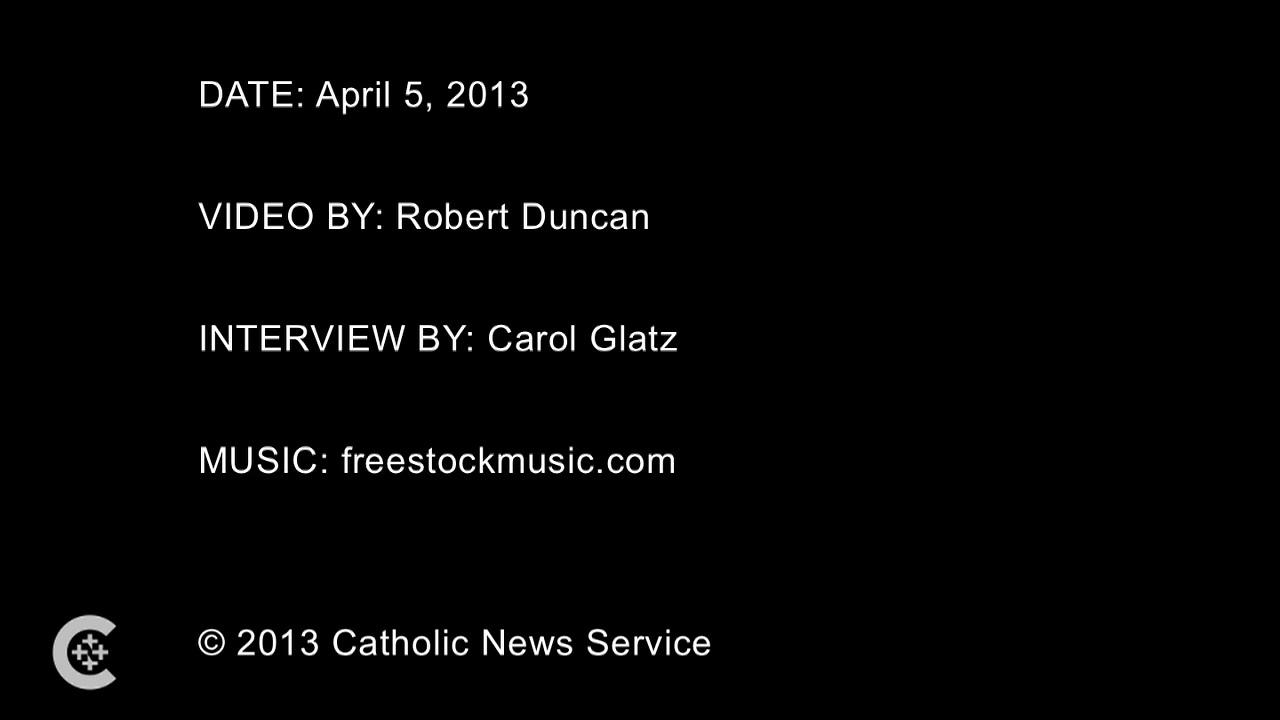 DATE: April 5, 2013
VIDEO BY: Robert Duncan
INTERVIEW BY: Carol Glatz
MUSIC: freestockmusic.com
© 2013 Catholic News Service